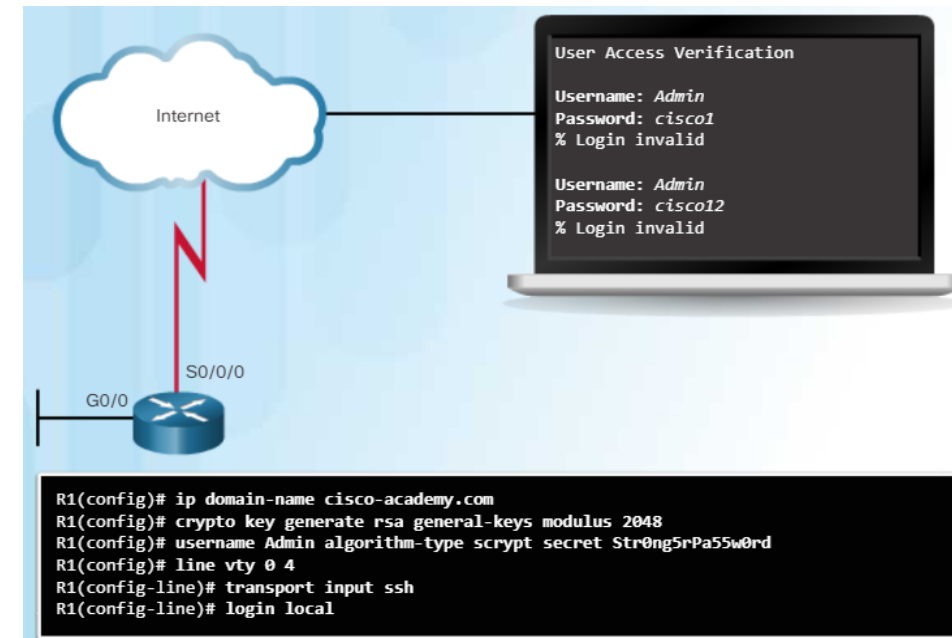 Internet
User Access Verification
Username: Admin
Password: cisco1
% Login invalid
Username: Admin
Password: cisco12
% Login invalid
S0/0/0
G0/0
R1(config)# ip domain-name cisco-academy.com
R1(config)# crypto key generate rsa general-keys modulus 2048
R1(config)# username Admin algorithm-type scrypt secret Str0ng5rPa55w0rd
R1(config)# line vty 0 4
R1(config-line)# transport input ssh
R1(config-line)# login local